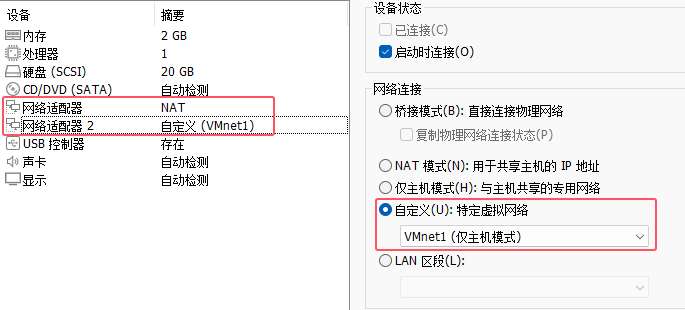 设备 摘要
内存 2 GB
处理器 1
硬盘 (SCSI) 20 GB
CD/DVD (SATA) 自动检测
网络适配器 NAT
网络适配器 2 自定义 (VMnet1)
USB 控制器 存在
声卡 自动检测
显示 自动检测
设备状态
已连接(C)
启动时连接(O)
网络连接
桥接模式(B): 直接连接物理网络
复制物理网络连接状态(P)
NAT 模式(N): 用于共享主机的 IP 地址
仅主机模式(H): 与主机共享的专用网络
自定义(U): 特定虚拟网络
VMnet1 (仅主机模式)
LAN 区段(L):